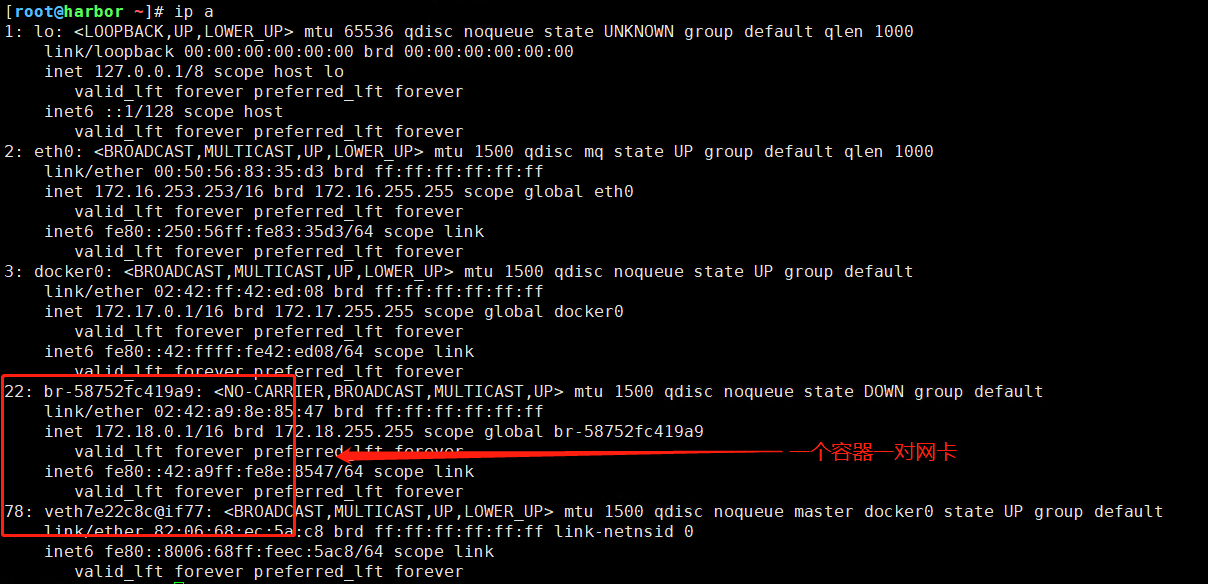 [root@harbor ~]# ip a
1: lo: <LOOPBACK,UP,LOWER_UP> mtu 65536 qdisc noqueue state UNKNOWN group default qlen 1000
    link/loopback 00:00:00:00:00:00 brd 00:00:00:00:00:00
    inet 127.0.0.1/8 scope host lo
       valid_lft forever preferred_lft forever
    inet6 ::1/128 scope host
       valid_lft forever preferred_lft forever
2: eth0: <BROADCAST,MULTICAST,UP,LOWER_UP> mtu 1500 qdisc mq state UP group default qlen 1000
    link/ether 00:50:56:83:35:d3 brd ff:ff:ff:ff:ff:ff
    inet 172.16.253.253/16 brd 172.16.255.255 scope global eth0
       valid_lft forever preferred_lft forever
    inet6 fe80::250:56ff:fe83:35d3/64 scope link
       valid_lft forever preferred_lft forever
3: docker0: <BROADCAST,MULTICAST,UP,LOWER_UP> mtu 1500 qdisc noqueue state UP group default
    link/ether 02:42:ff:42:ed:08 brd ff:ff:ff:ff:ff:ff
    inet 172.17.0.1/16 brd 172.17.255.255 scope global docker0
       valid_lft forever preferred_lft forever
    inet6 fe80::42:ffff:fe42:ed08/64 scope link
       valid_lft forever preferred_lft forever
22: br-58752fc419a9: <NO-CARRIER,BROADCAST,MULTICAST,UP> mtu 1500 qdisc noqueue state DOWN group default
    link/ether 02:42:a9:8e:85:47 brd ff:ff:ff:ff:ff:ff
    inet 172.18.0.1/16 brd 172.18.255.255 scope global br-58752fc419a9
       valid_lft forever preferred_lft forever 一个容器一对网卡
    inet6 fe80::42:a9ff:fe8e:8547/64 scope link
       valid_lft forever preferred_lft forever
78: veth7e22c8c@if77: <BROADCAST,MULTICAST,UP,LOWER_UP> mtu 1500 qdisc noqueue master docker0 state UP group default
    link/ether 82:06:68:ec:5a:c8 brd ff:ff:ff:ff:ff:ff link-netnsid 0
    inet6 fe80::8006:68ff:feec:5ac8/64 scope link
       valid_lft forever preferred_lft forever